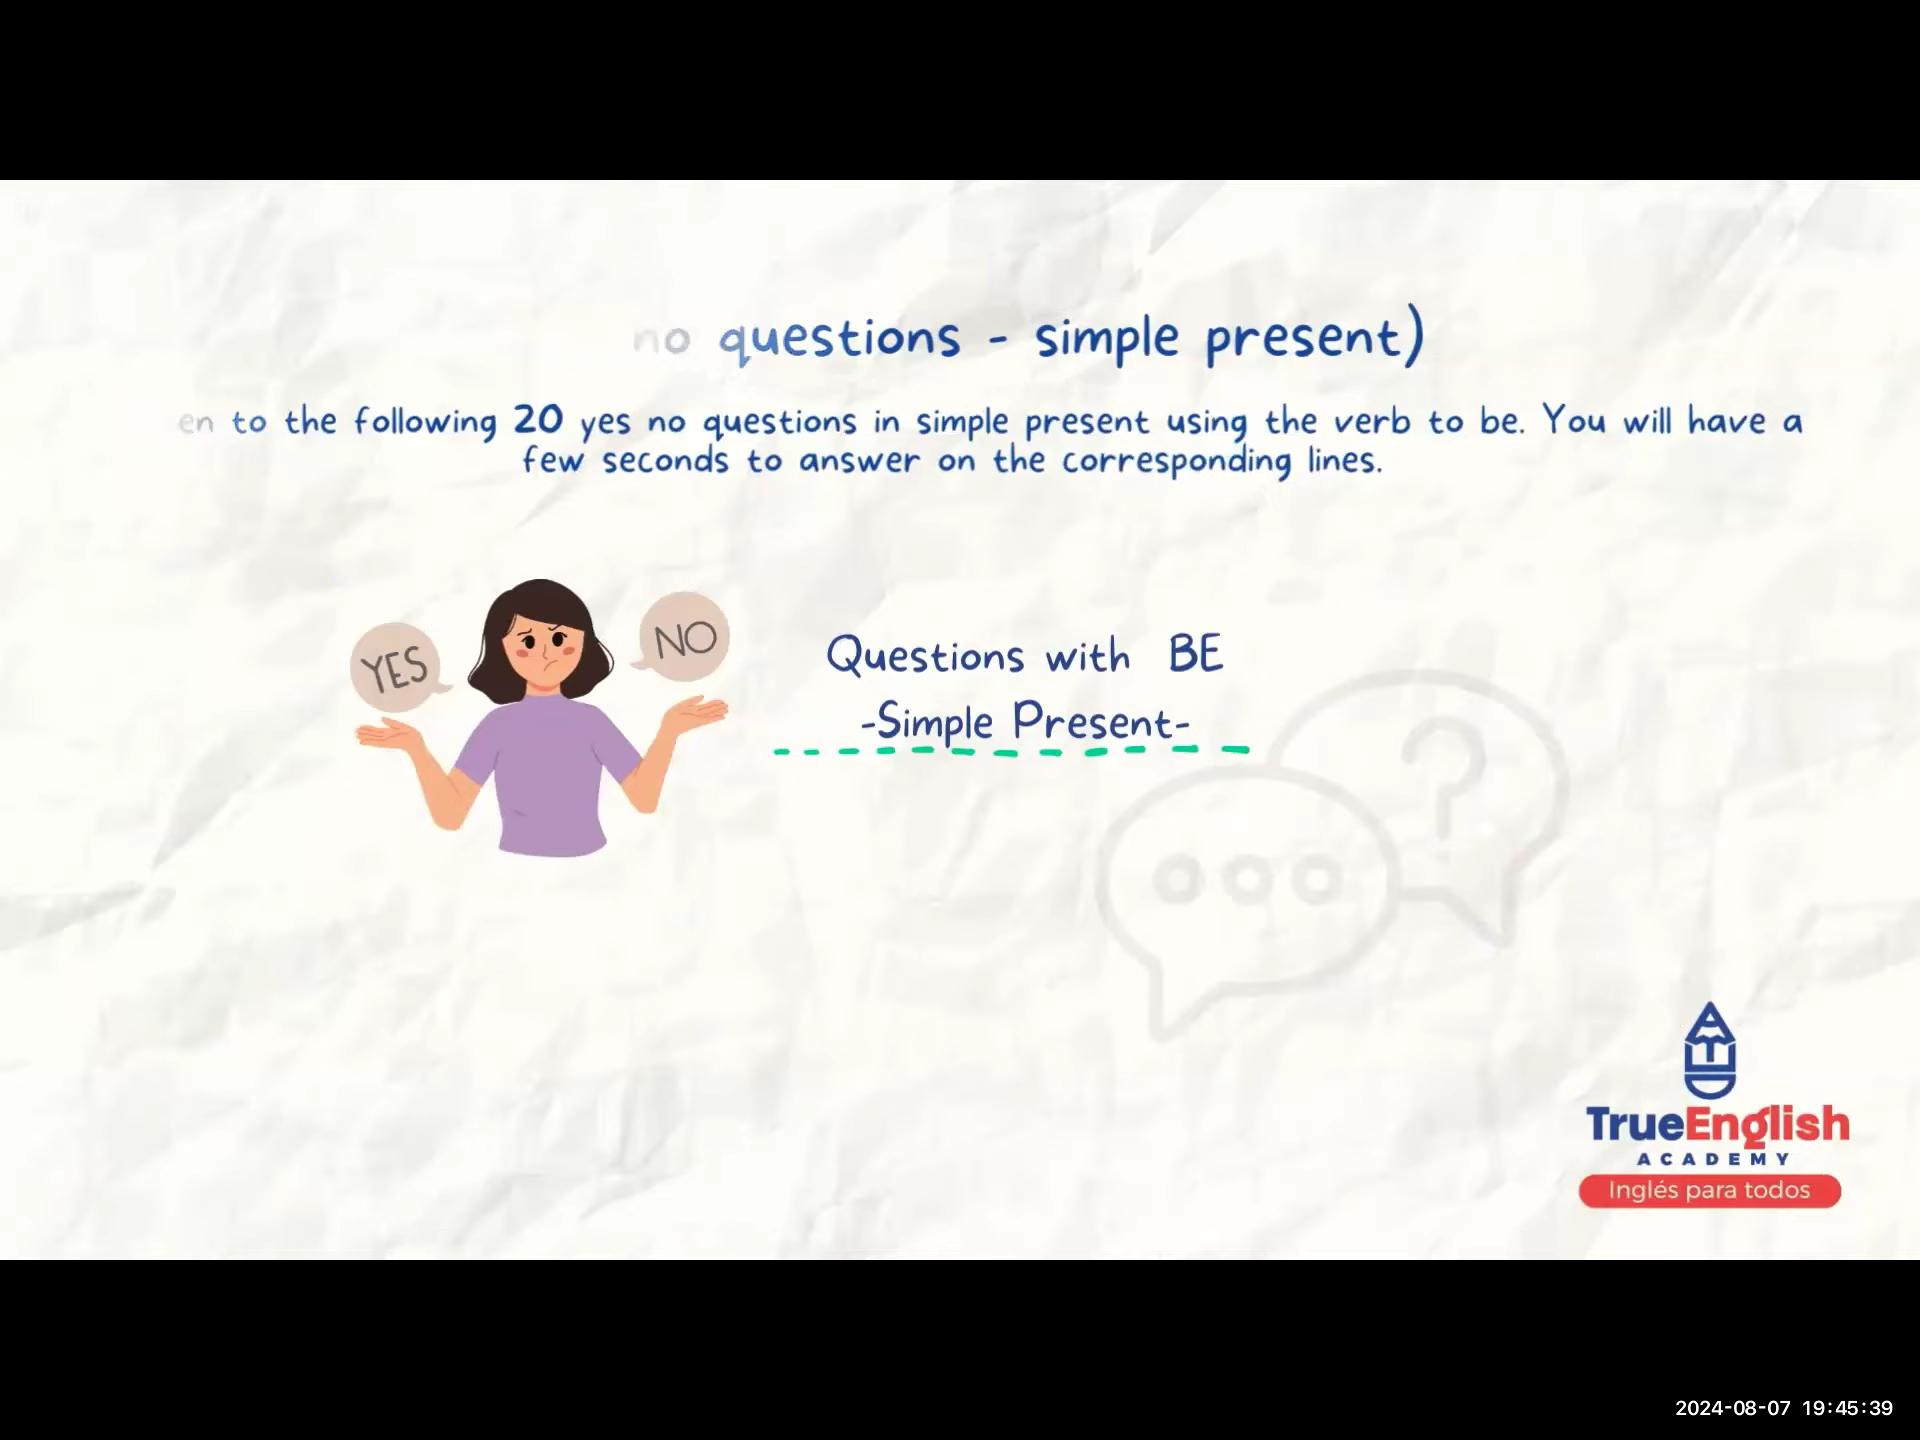 no questions - simple present)
en to the following 20 yes no questions in simple present using the verb to be. You will have a
few seconds to answer on the corresponding lines.
YES
NO
Questions with BE
-Simple Present-
TrueEnglish
ACADEMY
Inglés para todos
2024-08-07 19:45:39